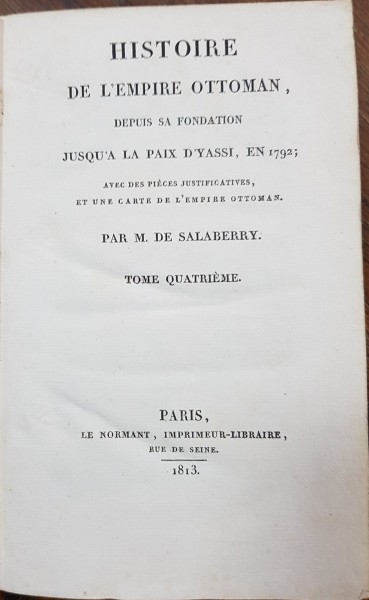 HISTOIRE
DE L'EMPIRE OTTOMAN,
DEPUIS SA FONDATION
JUSQU'A LA PAIX D'YASSI, EN 1792;
AVEC DES PIÈCES JUSTIFICATIVES,
ET UNE CARTE DE L'EMPIRE OTTOMAN.
PAR M. DE SALABERRY.
TOME QUATRIÈME.
PARIS,
LE NORMANT, IMPRIMEUR-LIBRAIRE,
RUE DE SEINE.
1813.